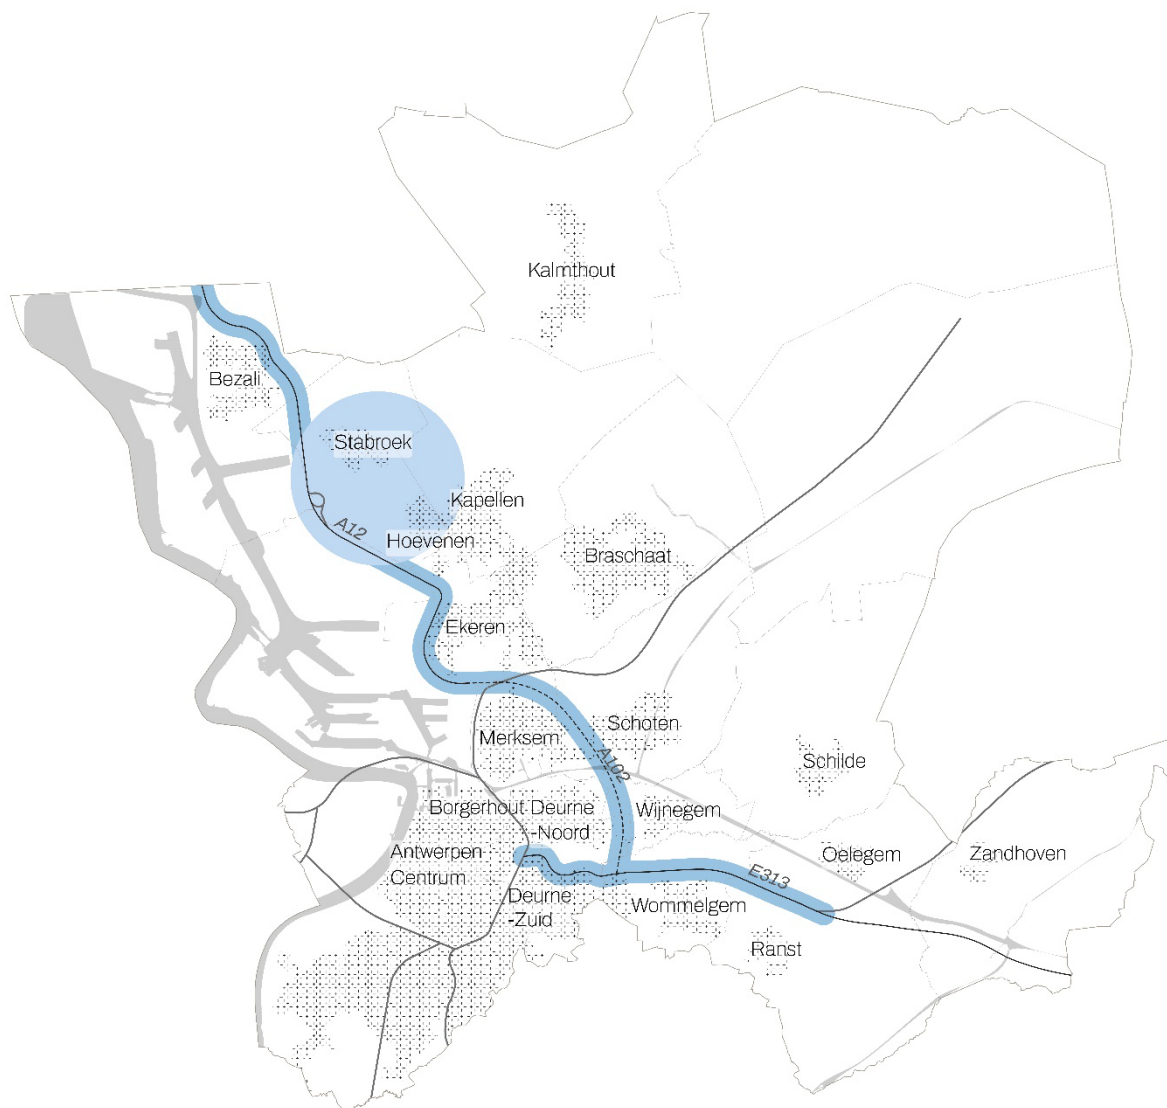 Kalmthout
Bezali
Stabroek
Kapellen
A12
Hoevenen
Braschaat
Ekeren
Schoten
Merksem
A102
Schilde
Borgerhout Deurne
-Noord
Wijnegem
Antwerpen
Centrum
Oelegem
Zandhoven
E313
Deurne
-Zuid
Wommelgem
Ranst